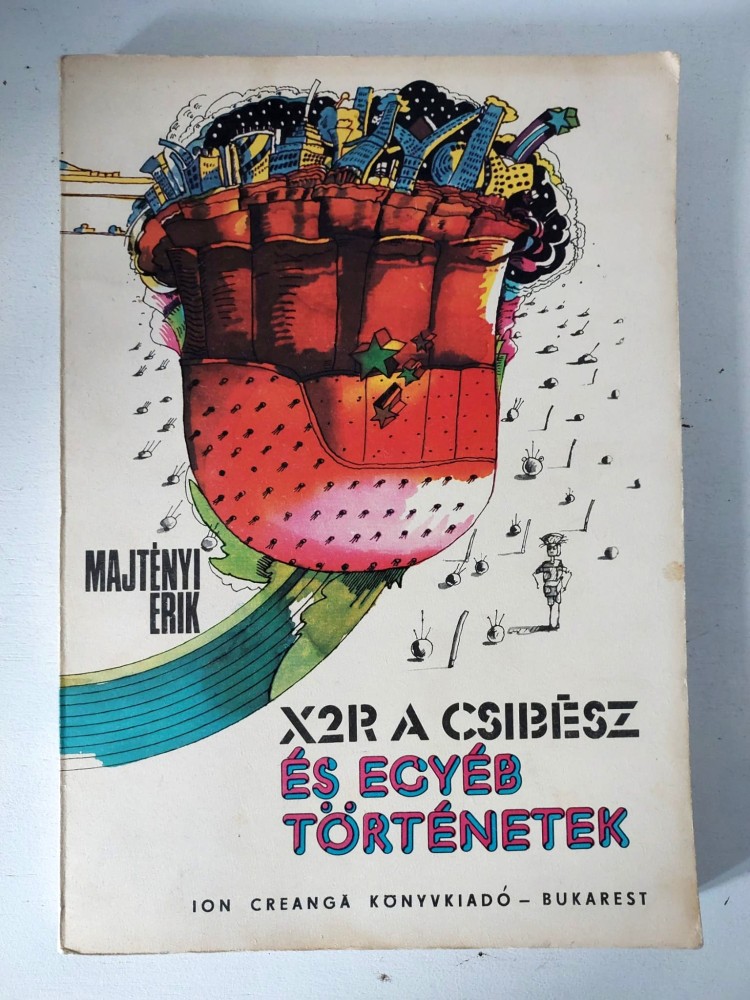 MAJTÉNYI
ERIK
X2R A CSIBÉSZ
ÉS EGYÉB
TÖRTÉNETEK
ION CREANGĂ KÖNYVKIADÓ – BUKAREST